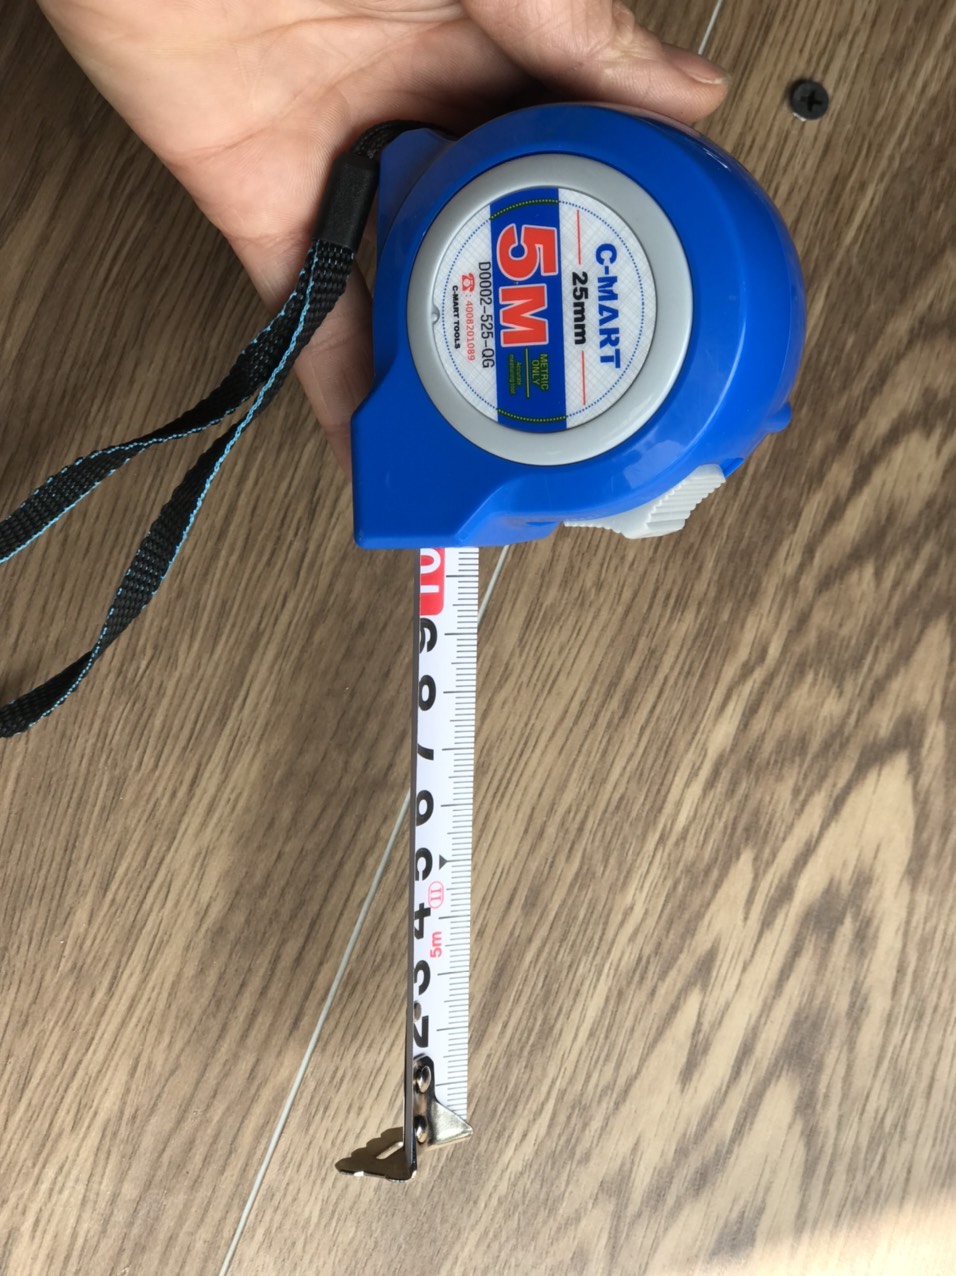 C-MART
25mm
5M
METRIC
ONLY
D0002-525-QG
☎: 4008201089
C-MART TOOLS
10
9
8
7
6
5
II
4
5m
3
2